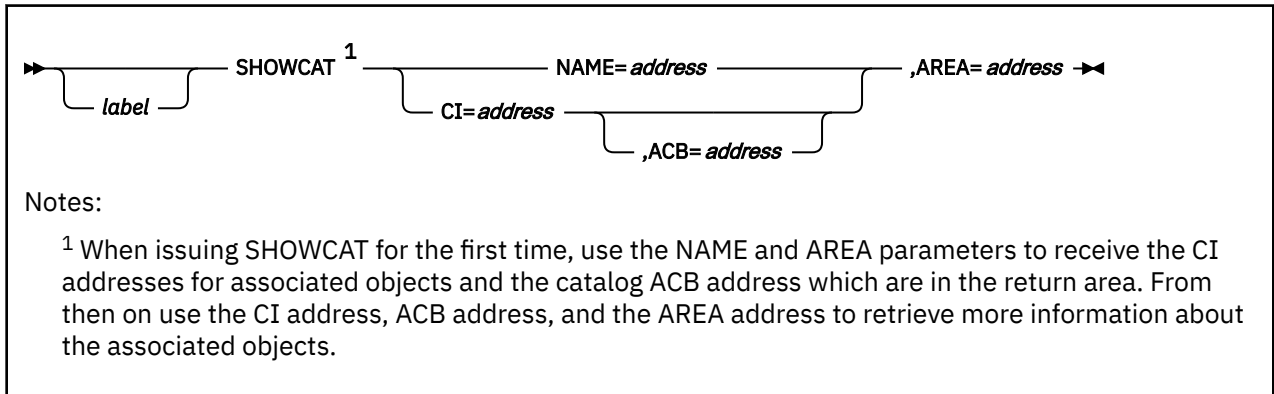 SHOWCAT 1 NAME= address ,AREA= address
label CI= address
,ACB= address
Notes:
1 When issuing SHOWCAT for the first time, use the NAME and AREA parameters to receive the CI
addresses for associated objects and the catalog ACB address which are in the return area. From
then on use the CI address, ACB address, and the AREA address to retrieve more information about
the associated objects.